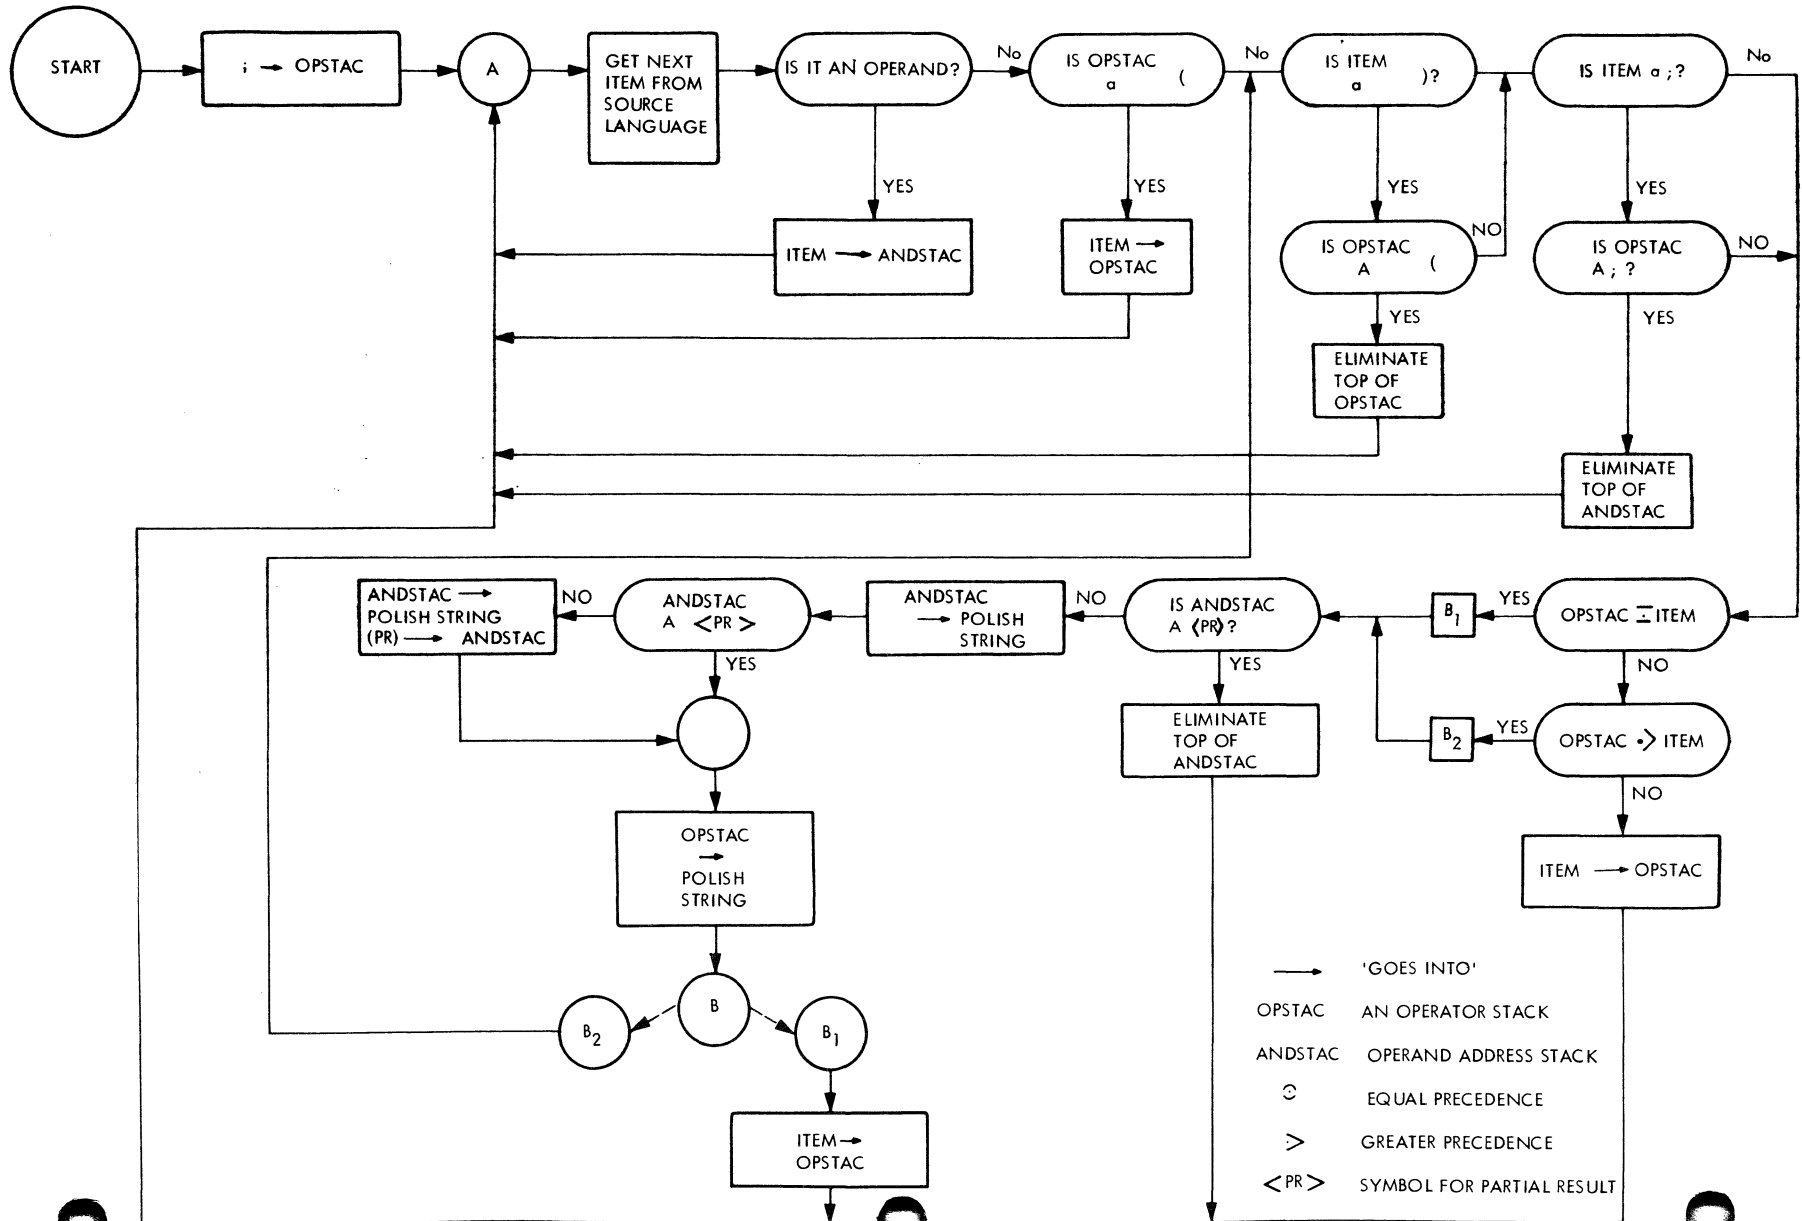 START
; → OPSTAC
A
GET NEXT
ITEM FROM
SOURCE
LANGUAGE
IS IT AN OPERAND?
No
IS OPSTAC
a (
No
IS ITEM
a )?
IS ITEM a ; ?
No
YES
YES
YES
YES
ITEM → ANDSTAC
ITEM →
OPSTAC
IS OPSTAC
A (
NO
IS OPSTAC
A ; ?
NO
YES
YES
ELIMINATE
TOP OF
OPSTAC
ELIMINATE
TOP OF
ANDSTAC
ANDSTAC →
POLISH STRING
(PR) → ANDSTAC
NO
ANDSTAC
A <PR >
ANDSTAC
→ POLISH
STRING
NO
IS ANDSTAC
A <PR>?
B1
YES
OPSTAC ⨪ ITEM
YES
YES
NO
ELIMINATE
TOP OF
ANDSTAC
B2
YES
OPSTAC ·> ITEM
NO
OPSTAC
→
POLISH
STRING
ITEM → OPSTAC
B
B2
B1
ITEM →
OPSTAC
→ 'GOES INTO'
OPSTAC AN OPERATOR STACK
ANDSTAC OPERAND ADDRESS STACK
EQUAL PRECEDENCE
·> GREATER PRECEDENCE
<PR> SYMBOL FOR PARTIAL RESULT